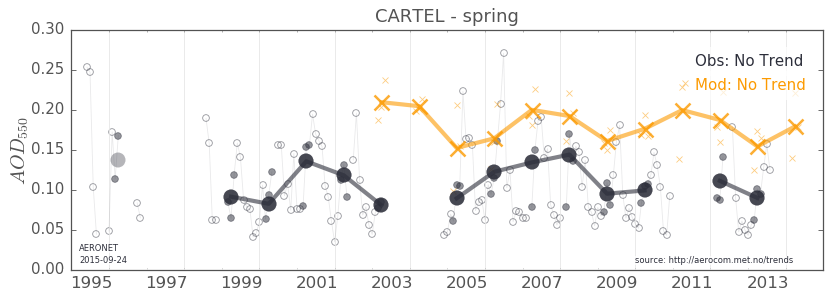 CARTEL - spring
0.30
0.25
0.20
0.15
0.10
0.05
0.00
AOD550
Obs: No Trend
Mod: No Trend
AERONET
2015-09-24
source: http://aerocom.met.no/trends
1995 1997 1999 2001 2003 2005 2007 2009 2011 2013